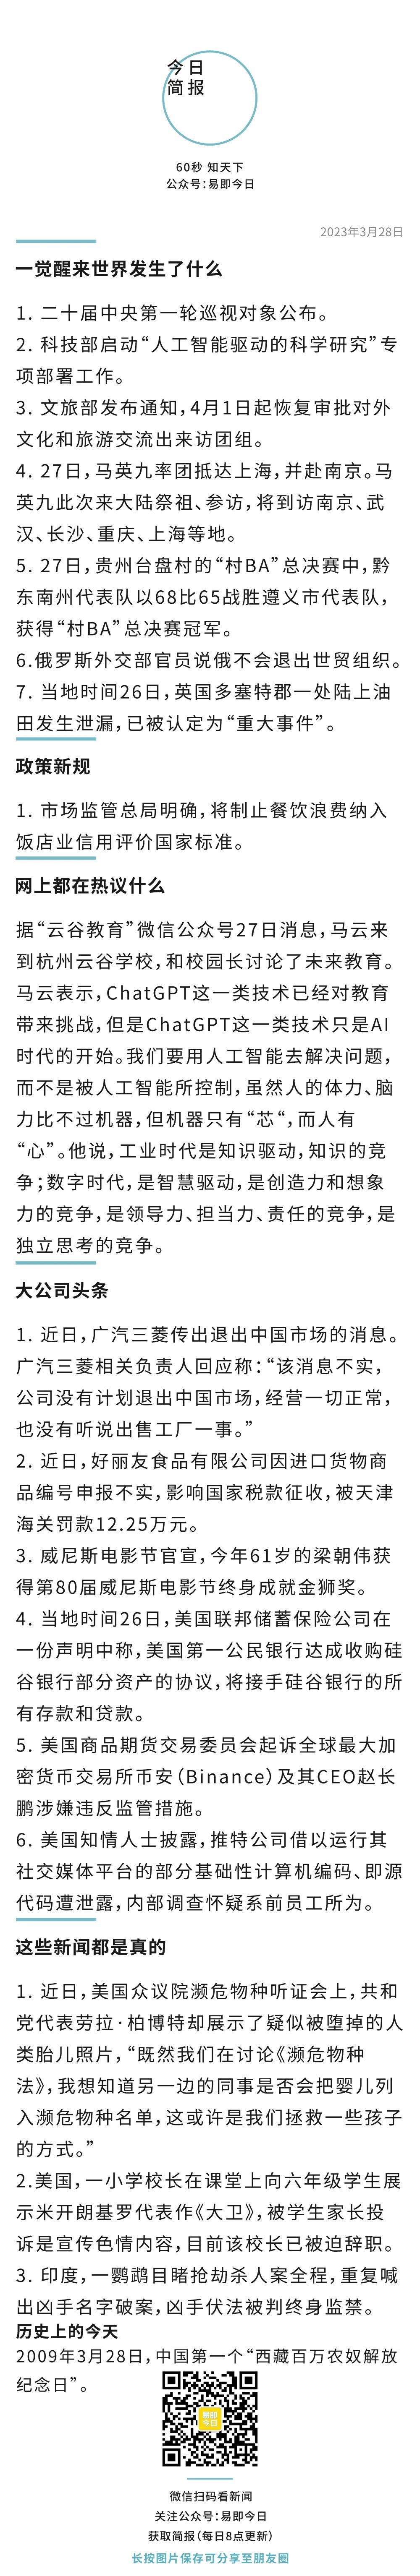 今日
简报
60秒 知天下
公众号：易即今日
2023年3月28日
一觉醒来世界发生了什么
1. 二十届中央第一轮巡视对象公布。
2. 科技部启动“人工智能驱动的科学研究”专
项部署工作。
3. 文旅部发布通知，4月1日起恢复审批对外
文化和旅游交流出来访团组。
4. 27日，马英九率团抵达上海，并赴南京。马
英九此次来大陆祭祖、参访，将到访南京、武
汉、长沙、重庆、上海等地。
5. 27日，贵州台盘村的“村BA”总决赛中，黔
东南州代表队以68比65战胜遵义市代表队，
获得“村BA”总决赛冠军。
6.俄罗斯外交部官员说俄不会退出世贸组织。
7. 当地时间26日，英国多塞特郡一处陆上油
田发生泄漏，已被认定为“重大事件”。
政策新规
1. 市场监管总局明确，将制止餐饮浪费纳入
饭店业信用评价国家标准。
网上都在热议什么
据“云谷教育”微信公众号27日消息，马云来
到杭州云谷学校，和校园长讨论了未来教育。
马云表示，ChatGPT这一类技术已经对教育
带来挑战，但是ChatGPT这一类技术只是AI
时代的开始。我们要用人工智能去解决问题，
而不是被人工智能所控制，虽然人的体力、脑
力比不过机器，但机器只有“芯“，而人有
“心”。他说，工业时代是知识驱动，知识的竞
争；数字时代，是智慧驱动，是创造力和想象
力的竞争，是领导力、担当力、责任的竞争，是
独立思考的竞争。
大公司头条
1. 近日，广汽三菱传出退出中国市场的消息。
广汽三菱相关负责人回应称：“该消息不实，
公司没有计划退出中国市场，经营一切正常，
也没有听说出售工厂一事。”
2. 近日，好丽友食品有限公司因进口货物商
品编号申报不实，影响国家税款征收，被天津
海关罚款12.25万元。
3. 威尼斯电影节官宣，今年61岁的梁朝伟获
得第80届威尼斯电影节终身成就金狮奖。
4. 当地时间26日，美国联邦储蓄保险公司在
一份声明中称，美国第一公民银行达成收购硅
谷银行部分资产的协议，将接手硅谷银行的所
有存款和贷款。
5. 美国商品期货交易委员会起诉全球最大加
密货币交易所币安（Binance）及其CEO赵长
鹏涉嫌违反监管措施。
6. 美国知情人士披露，推特公司借以运行其
社交媒体平台的部分基础性计算机编码、即源
代码遭泄露，内部调查怀疑系前员工所为。
这些新闻都是真的
1. 近日，美国众议院濒危物种听证会上，共和
党代表劳拉·柏博特却展示了疑似被堕掉的人
类胎儿照片，“既然我们在讨论《濒危物种
法》，我想知道另一边的同事是否会把婴儿列
入濒危物种名单，这或许是我们拯救一些孩子
的方式。”
2.美国，一小学校长在课堂上向六年级学生展
示米开朗基罗代表作《大卫》，被学生家长投
诉是宣传色情内容，目前该校长已被迫辞职。
3. 印度，一鹦鹉目睹抢劫杀人案全程，重复喊
出凶手名字破案，凶手伏法被判终身监禁。
历史上的今天
2009年3月28日，中国第一个“西藏百万农奴解放
纪念日”。
易即
今日
微信扫码看新闻
关注公众号：易即今日
获取简报（每日8点更新）
长按图片保存可分享至朋友圈